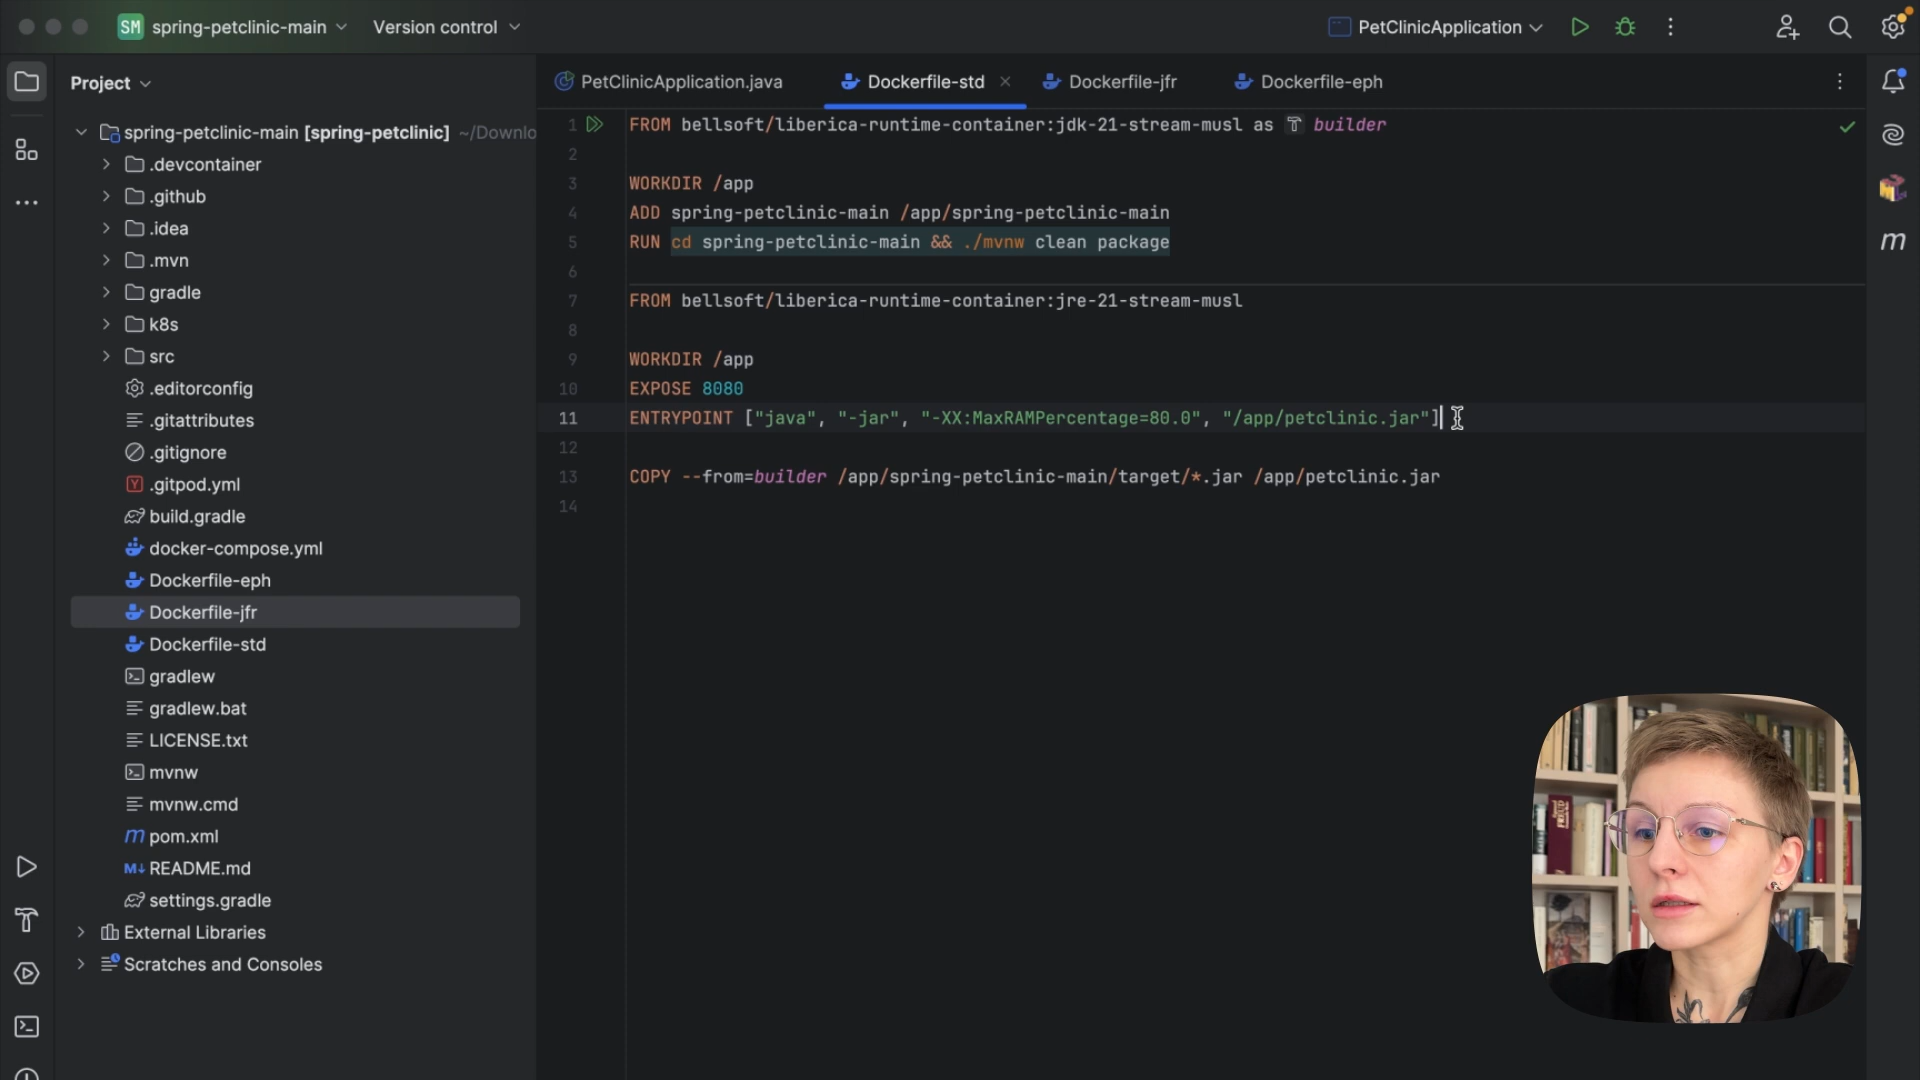 SM spring-petclinic-main Version control PetClinicApplication
Project
PetClinicApplication.java Dockerfile-std Dockerfile-jfr Dockerfile-eph
spring-petclinic-main [spring-petclinic] ~/Downlo
.devcontainer
.github
.idea
.mvn
gradle
k8s
src
.editorconfig
.gitattributes
.gitignore
Y .gitpod.yml
build.gradle
docker-compose.yml
Dockerfile-eph
Dockerfile-jfr
Dockerfile-std
gradlew
gradlew.bat
LICENSE.txt
mvnw
mvnw.cmd
m pom.xml
M↓ README.md
settings.gradle
External Libraries
Scratches and Consoles
1 FROM bellsoft/liberica-runtime-container:jdk-21-stream-musl as builder
2
3 WORKDIR /app
4 ADD spring-petclinic-main /app/spring-petclinic-main
5 RUN cd spring-petclinic-main && ./mvnw clean package
6
7 FROM bellsoft/liberica-runtime-container:jre-21-stream-musl
8
9 WORKDIR /app
10 EXPOSE 8080
11 ENTRYPOINT ["java", "-jar", "-XX:MaxRAMPercentage=80.0", "/app/petclinic.jar"]
12
13 COPY --from=builder /app/spring-petclinic-main/target/*.jar /app/petclinic.jar
14
m
FREUD